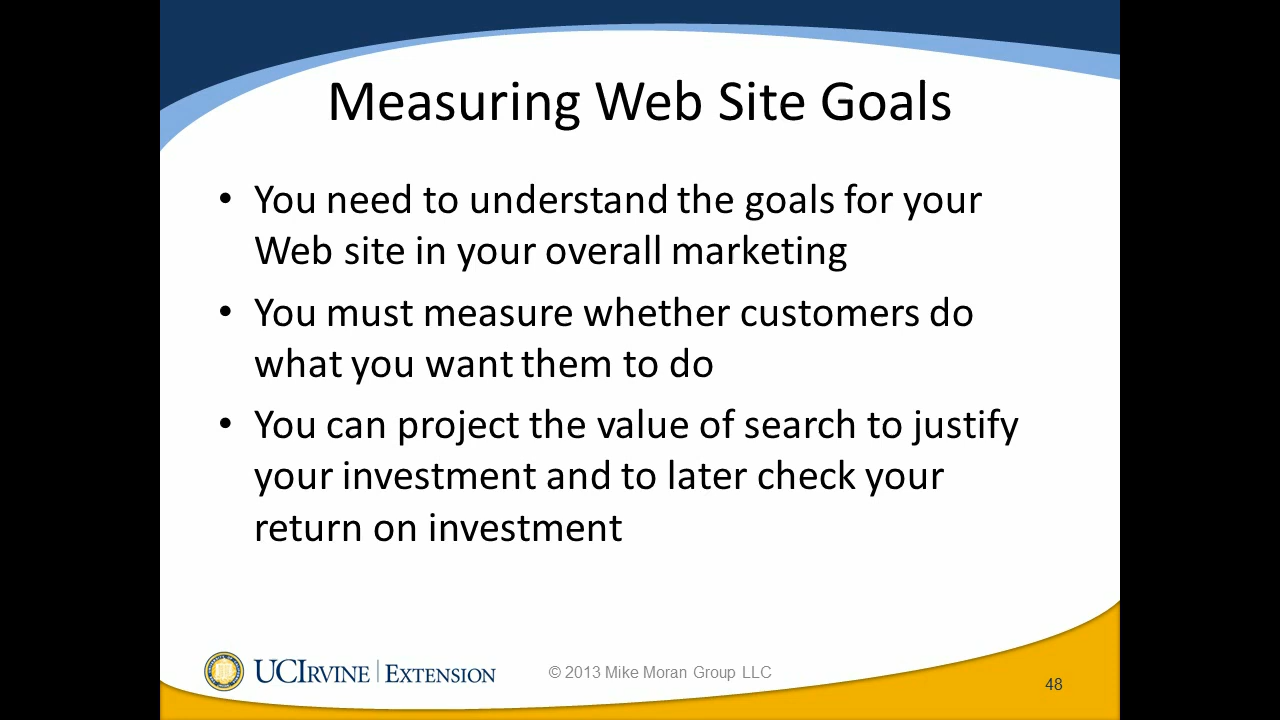 Measuring Web Site Goals
• You need to understand the goals for your
Web site in your overall marketing
• You must measure whether customers do
what you want them to do
• You can project the value of search to justify
your investment and to later check your
return on investment
UCIRVINE | EXTENSION
© 2013 Mike Moran Group LLC
48